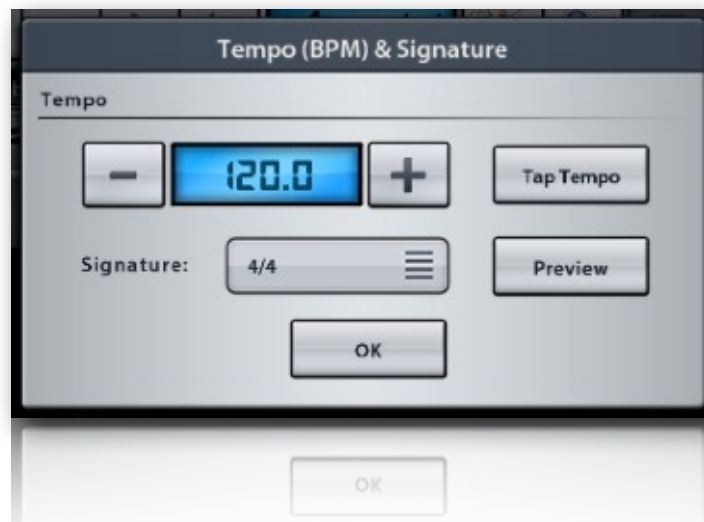 Tempo (BPM) & Signature
Tempo
− 120.0 + Tap Tempo
Signature: 4/4 Preview
OK
OK